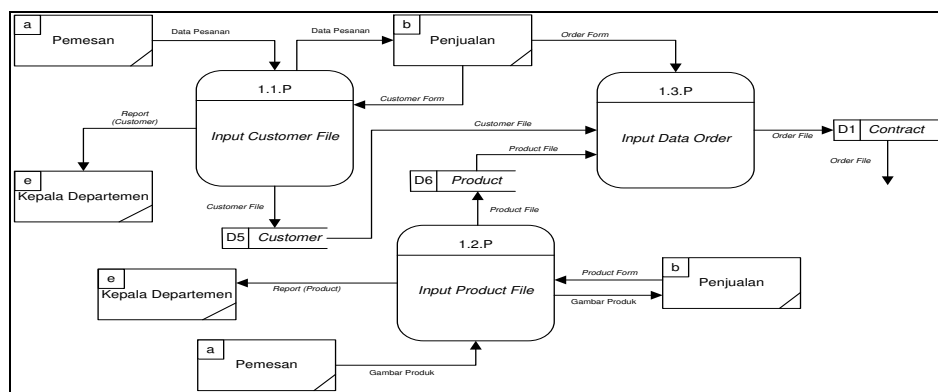 a
Pemesan
Data Pesanan
Data Pesanan
b
Penjualan
Order Form
1.1.P
Input Customer File
Customer Form
1.3.P
Input Data Order
Report
(Customer)
Customer File
Product File
Order File
D1 Contract
Order File
e
Kepala Departemen
D6 Product
Customer File
D5 Customer
Product File
1.2.P
Input Product File
e
Kepala Departemen
Report (Product)
Product Form
Gambar Produk
b
Penjualan
a
Pemesan
Gambar Produk